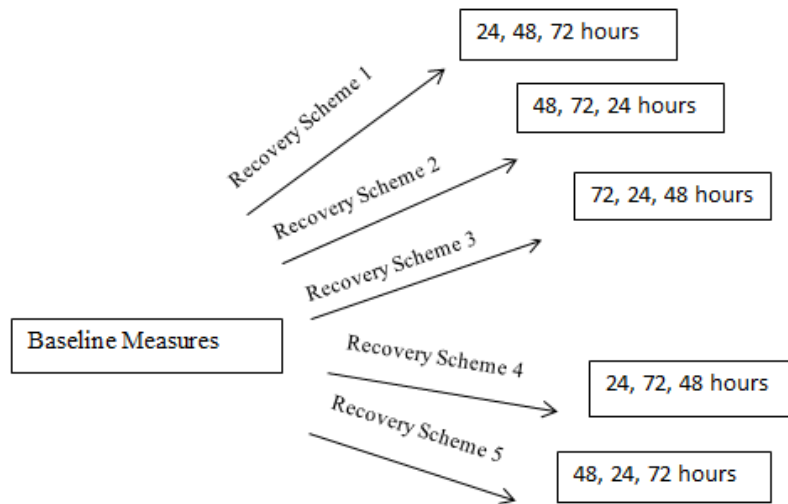 24, 48, 72 hours
Recovery Scheme 1
48, 72, 24 hours
Recovery Scheme 2
72, 24, 48 hours
Recovery Scheme 3
Baseline Measures
Recovery Scheme 4
24, 72, 48 hours
Recovery Scheme 5
48, 24, 72 hours